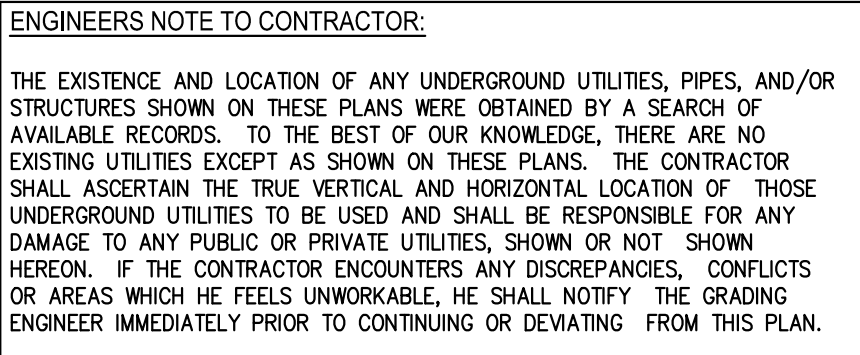 ENGINEERS NOTE TO CONTRACTOR:
THE EXISTENCE AND LOCATION OF ANY UNDERGROUND UTILITIES, PIPES, AND/OR
STRUCTURES SHOWN ON THESE PLANS WERE OBTAINED BY A SEARCH OF
AVAILABLE RECORDS. TO THE BEST OF OUR KNOWLEDGE, THERE ARE NO
EXISTING UTILITIES EXCEPT AS SHOWN ON THESE PLANS. THE CONTRACTOR
SHALL ASCERTAIN THE TRUE VERTICAL AND HORIZONTAL LOCATION OF THOSE
UNDERGROUND UTILITIES TO BE USED AND SHALL BE RESPONSIBLE FOR ANY
DAMAGE TO ANY PUBLIC OR PRIVATE UTILITIES, SHOWN OR NOT SHOWN
HEREON. IF THE CONTRACTOR ENCOUNTERS ANY DISCREPANCIES, CONFLICTS
OR AREAS WHICH HE FEELS UNWORKABLE, HE SHALL NOTIFY THE GRADING
ENGINEER IMMEDIATELY PRIOR TO CONTINUING OR DEVIATING FROM THIS PLAN.